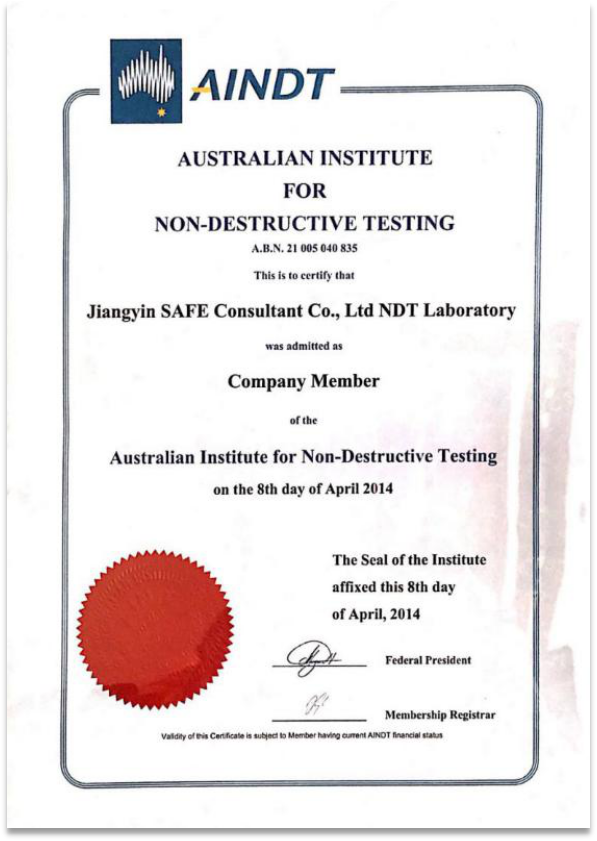 AINDT
AUSTRALIAN INSTITUTE
FOR
NON-DESTRUCTIVE TESTING
A.B.N. 21 005 040 835
This is to certify that
Jiangyin SAFE Consultant Co., Ltd NDT Laboratory
was admitted as
Company Member
of the
Australian Institute for Non-Destructive Testing
on the 8th day of April 2014
The Seal of the Institute
affixed this 8th day
of April, 2014
Federal President
Membership Registrar
Validity of this Certificate is subject to Member having current AINDT financial status